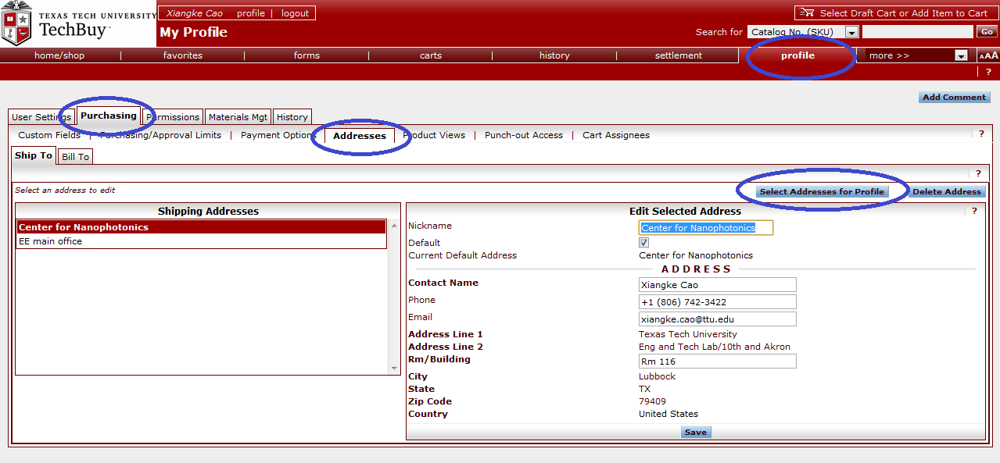 TEXAS TECH UNIVERSITY
TechBuy™
Xiangke Cao profile | logout
Select Draft Cart or Add Item to Cart
My Profile
Search for Catalog No. (SKU) Go
home/shop | favorites | forms | carts | history | settlement profile more >> AAA
| ?
Add Comment
User Settings Purchasing Permissions Materials Mgt History
Custom Fields | Purchasing/Approval Limits | Payment Options Addresses Product Views | Punch-out Access | Cart Assignees ?
Ship To Bill To
?
Select an address to edit Select Addresses for Profile Delete Address
Shipping Addresses
Center for Nanophotonics
EE main office
Edit Selected Address ?
Nickname Center for Nanophotonics
Default
Current Default Address Center for Nanophotonics
ADDRESS
Contact Name Xiangke Cao
Phone +1 (806) 742-3422
Email xiangke.cao@ttu.edu
Address Line 1 Texas Tech University
Address Line 2 Eng and Tech Lab/10th and Akron
Rm/Building Rm 116
City Lubbock
State TX
Zip Code 79409
Country United States
Save